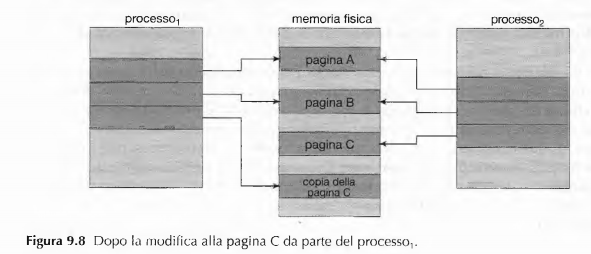 processo₁
memoria fisica
processo₂
pagina A
pagina B
pagina C
copia della
pagina C
Figura 9.8 Dopo la modifica alla pagina C da parte del processo₁.